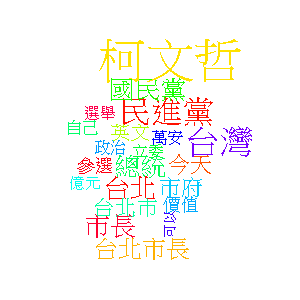 柯文哲
國民黨
選舉
民進黨
自己
英文
萬安
台灣
政治
立委
參選
總統
今天
億元
台北
市府
台北市
價值
市長
台北市長